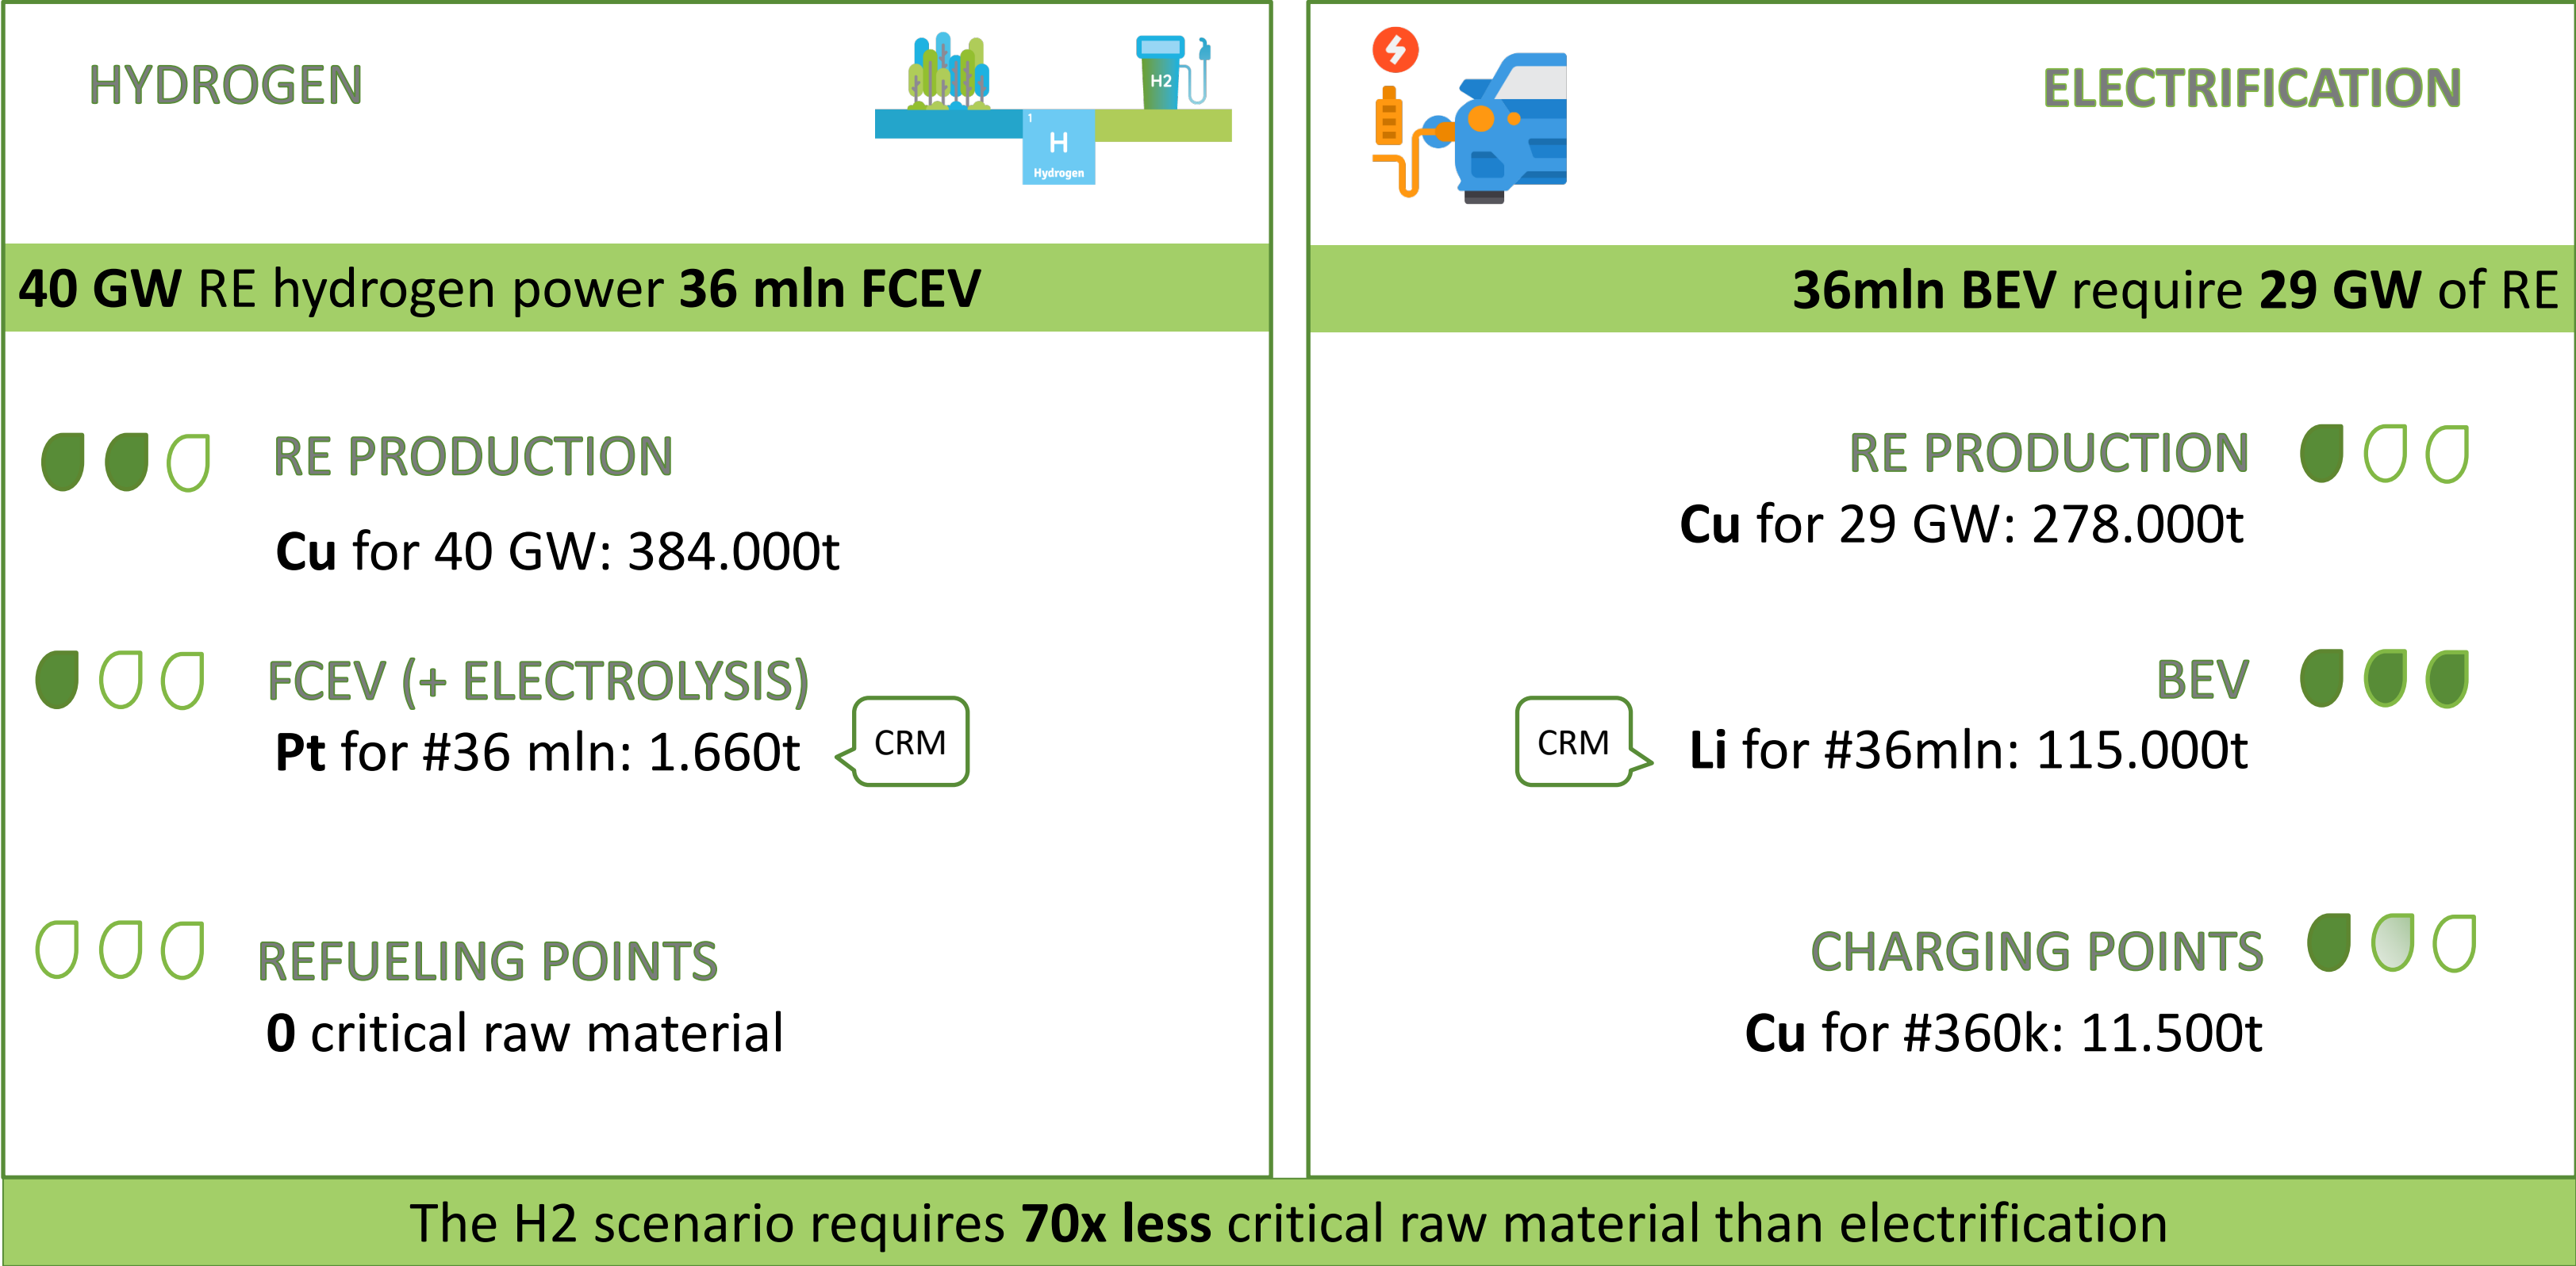 HYDROGEN
H2
1
H
Hydrogen
40 GW RE hydrogen power 36 mln FCEV
RE PRODUCTION
Cu for 40 GW: 384.000t
FCEV (+ ELECTROLYSIS)
Pt for #36 mln: 1.660t
CRM
REFUELING POINTS
0 critical raw material
ELECTRIFICATION
36mln BEV require 29 GW of RE
RE PRODUCTION
Cu for 29 GW: 278.000t
BEV
CRM
Li for #36mln: 115.000t
CHARGING POINTS
Cu for #360k: 11.500t
The H2 scenario requires 70x less critical raw material than electrification